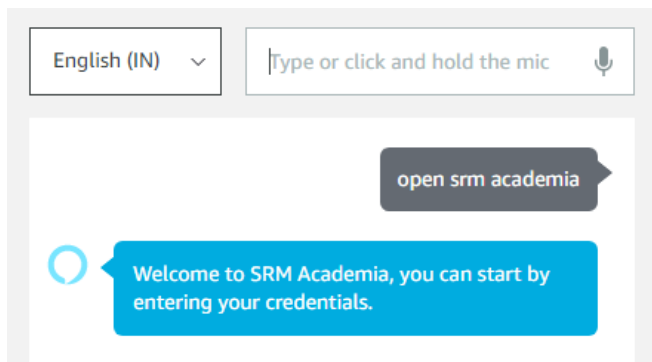 English (IN)
Type or click and hold the mic
open srm academia
Welcome to SRM Academia, you can start by
entering your credentials.